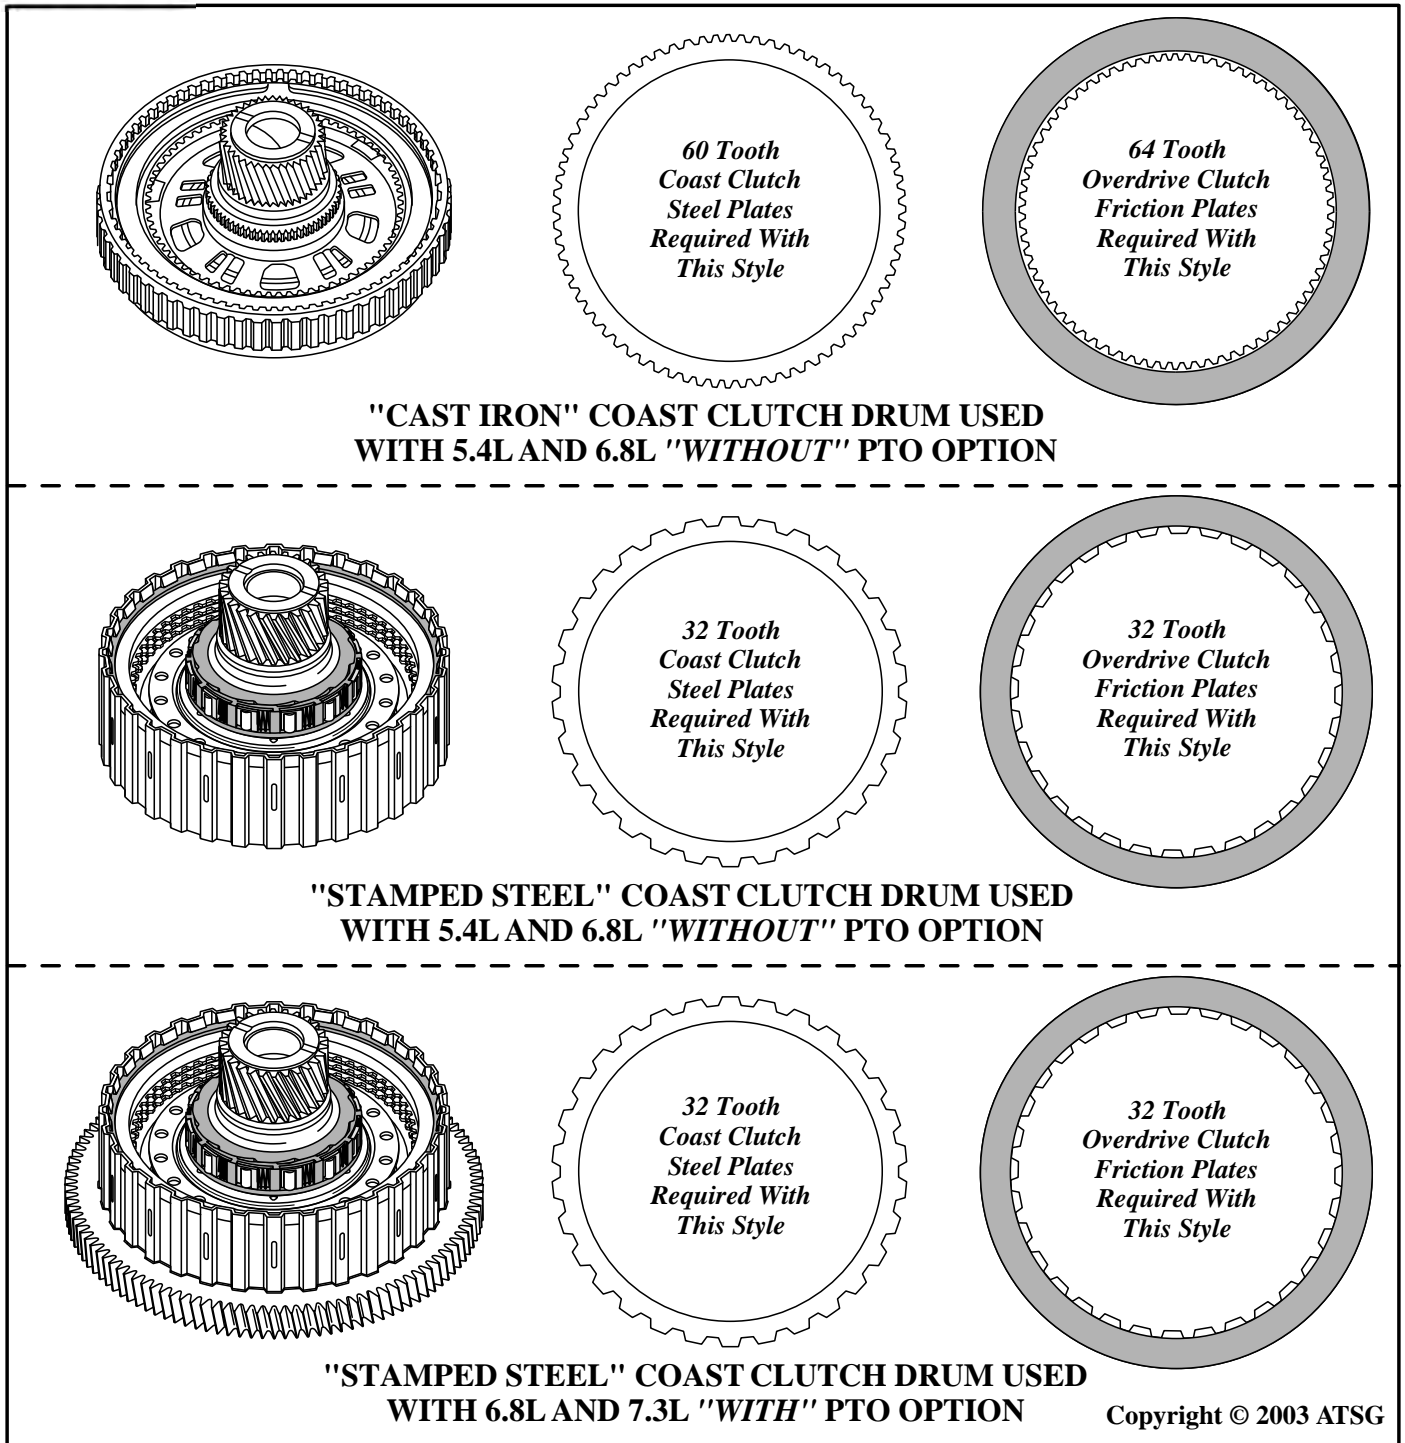 60 Tooth
Coast Clutch
Steel Plates
Required With
This Style
64 Tooth
Overdrive Clutch
Friction Plates
Required With
This Style
"CAST IRON" COAST CLUTCH DRUM USED
WITH 5.4L AND 6.8L "WITHOUT" PTO OPTION
32 Tooth
Coast Clutch
Steel Plates
Required With
This Style
32 Tooth
Overdrive Clutch
Friction Plates
Required With
This Style
"STAMPED STEEL" COAST CLUTCH DRUM USED
WITH 5.4L AND 6.8L "WITHOUT" PTO OPTION
32 Tooth
Coast Clutch
Steel Plates
Required With
This Style
32 Tooth
Overdrive Clutch
Friction Plates
Required With
This Style
"STAMPED STEEL" COAST CLUTCH DRUM USED
WITH 6.8L AND 7.3L "WITH" PTO OPTION
Copyright © 2003 ATSG